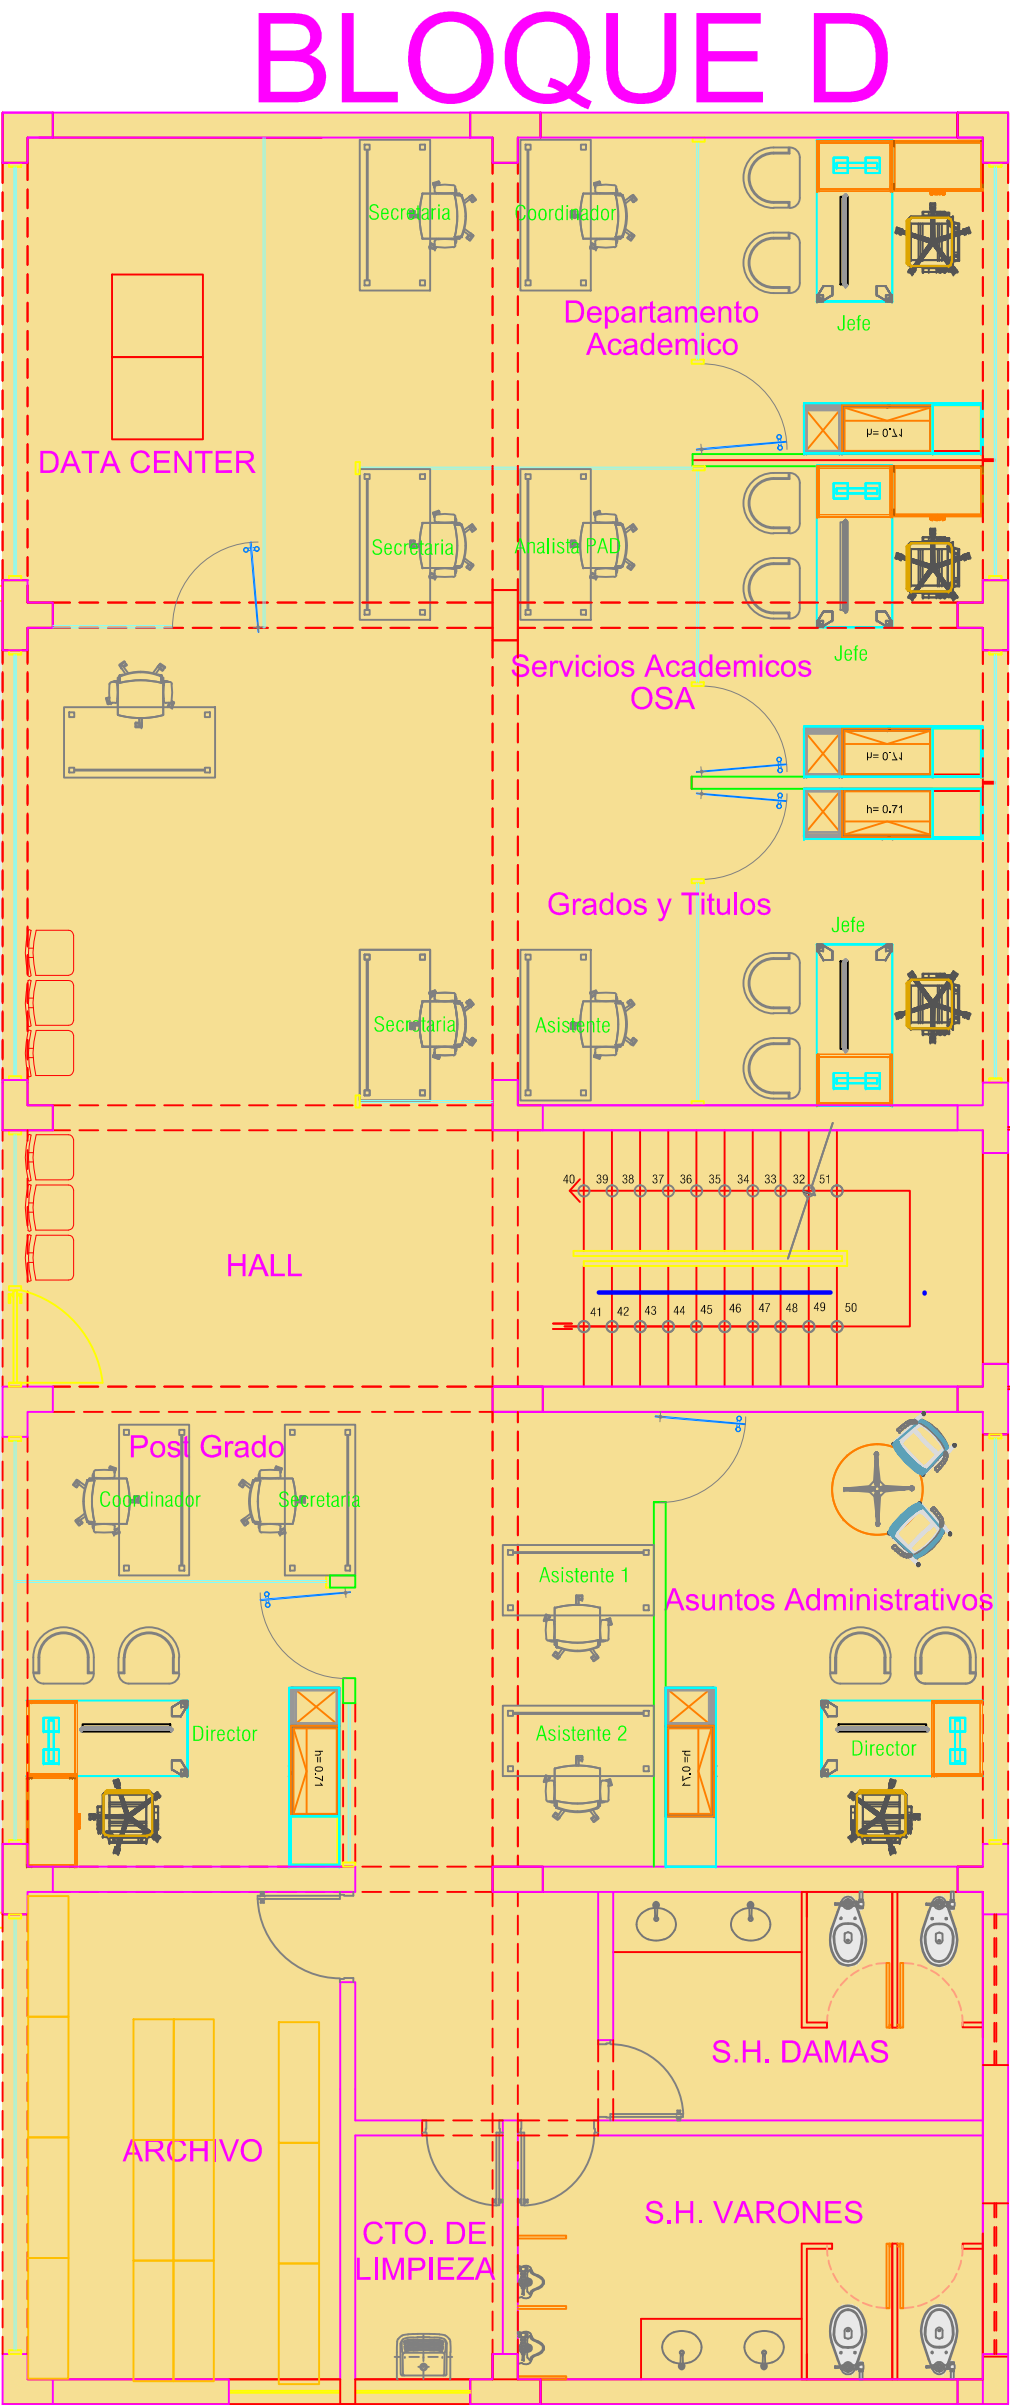 BLOQUE D
Secretaria
Coordinador
Departamento
Academico
Jefe
h= 0.71
DATA CENTER
Secretaria
Analista PAD
Jefe
Servicios Academicos
OSA
h= 0.71
h= 0.71
Grados y Titulos
Jefe
Secretaria
Asistente
40 39 38 37 36 35 34 33 32 51
HALL
41 42 43 44 45 46 47 48 49 50
Post Grado
Coordinador
Secretaria
Asistente 1
Asuntos Administrativos
Director
h= 0.71
Asistente 2
h= 0.71
Director
S.H. DAMAS
ARCHIVO
S.H. VARONES
CTO. DE
LIMPIEZA